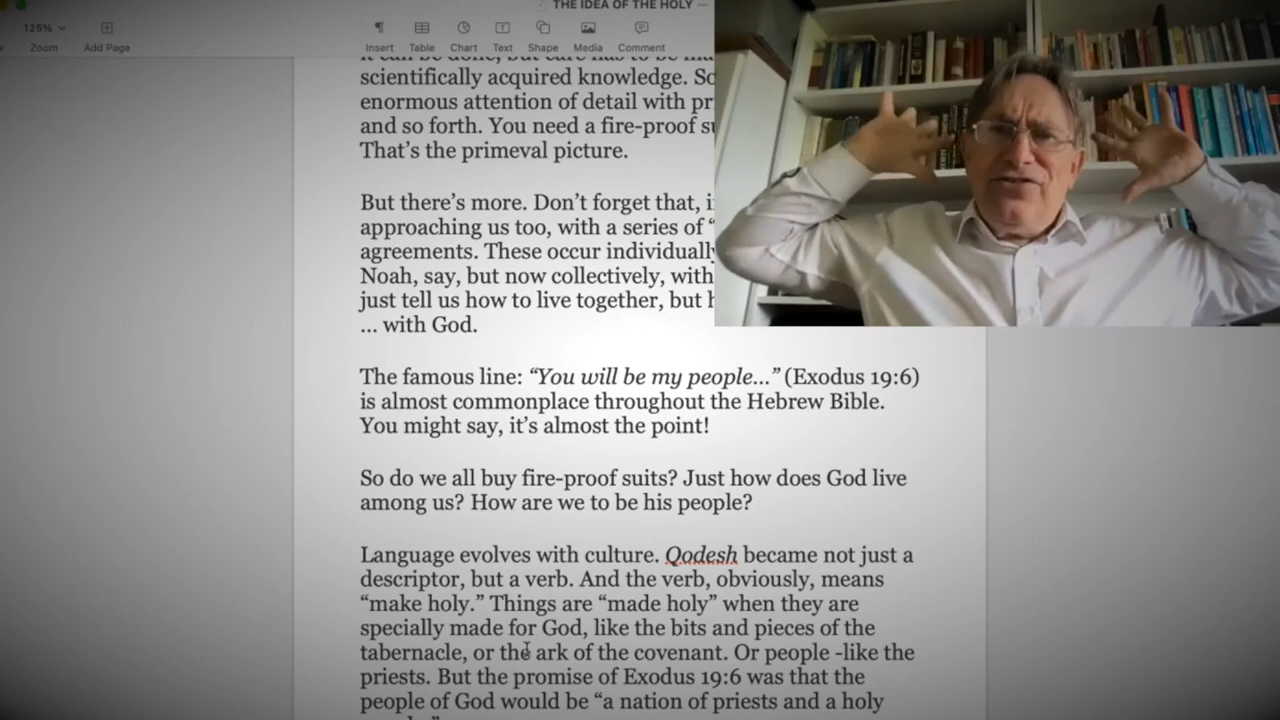 THE IDEA OF THE HOLY —
125%
Zoom
Add Page
Insert
Table
Chart
Text
Shape
Media
Comment
it can be done, but care has to be
scientifically acquired knowledge. So
enormous attention of detail with
and so forth. You need a fire-proof
That's the primeval picture.
But there's more. Don't forget that,
approaching us too, with a series of “
agreements. These occur individually
Noah, say, but now collectively, with
just tell us how to live together, but
... with God.
The famous line: “You will be my people...” (Exodus 19:6)
is almost commonplace throughout the Hebrew Bible.
You might say, it's almost the point!
So do we all buy fire-proof suits? Just how does God live
among us? How are we to be his people?
Language evolves with culture. Qodesh became not just a
descriptor, but a verb. And the verb, obviously, means
“make holy.” Things are “made holy” when they are
specially made for God, like the bits and pieces of the
tabernacle, or the ark of the covenant. Or people -like the
priests. But the promise of Exodus 19:6 was that the
people of God would be “a nation of priests and a holy